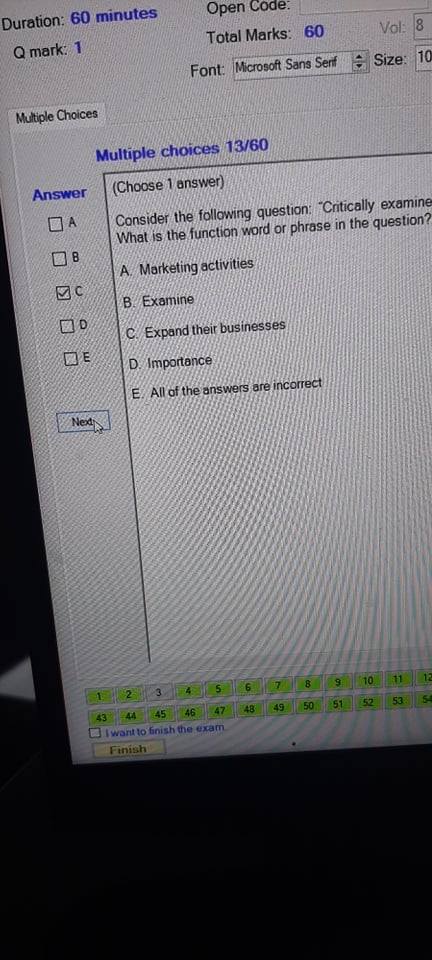 Duration: 60 minutes
Open Code:
Q mark: 1
Total Marks: 60
Vol: 8
Font: Microsoft Sans Serif
Size: 10
Multiple Choices
Multiple choices 13/60
Answer
(Choose 1 answer)
A
Consider the following question: "Critically examine
What is the function word or phrase in the question?
B
A. Marketing activities
C
B. Examine
D
C. Expand their businesses
E
D. Importance
E. All of the answers are incorrect
Next
1 2 3 4 5 6 7 8 9 10 11 12
43 44 45 46 47 48 49 50 51 52 53 54
I want to finish the exam.
Finish